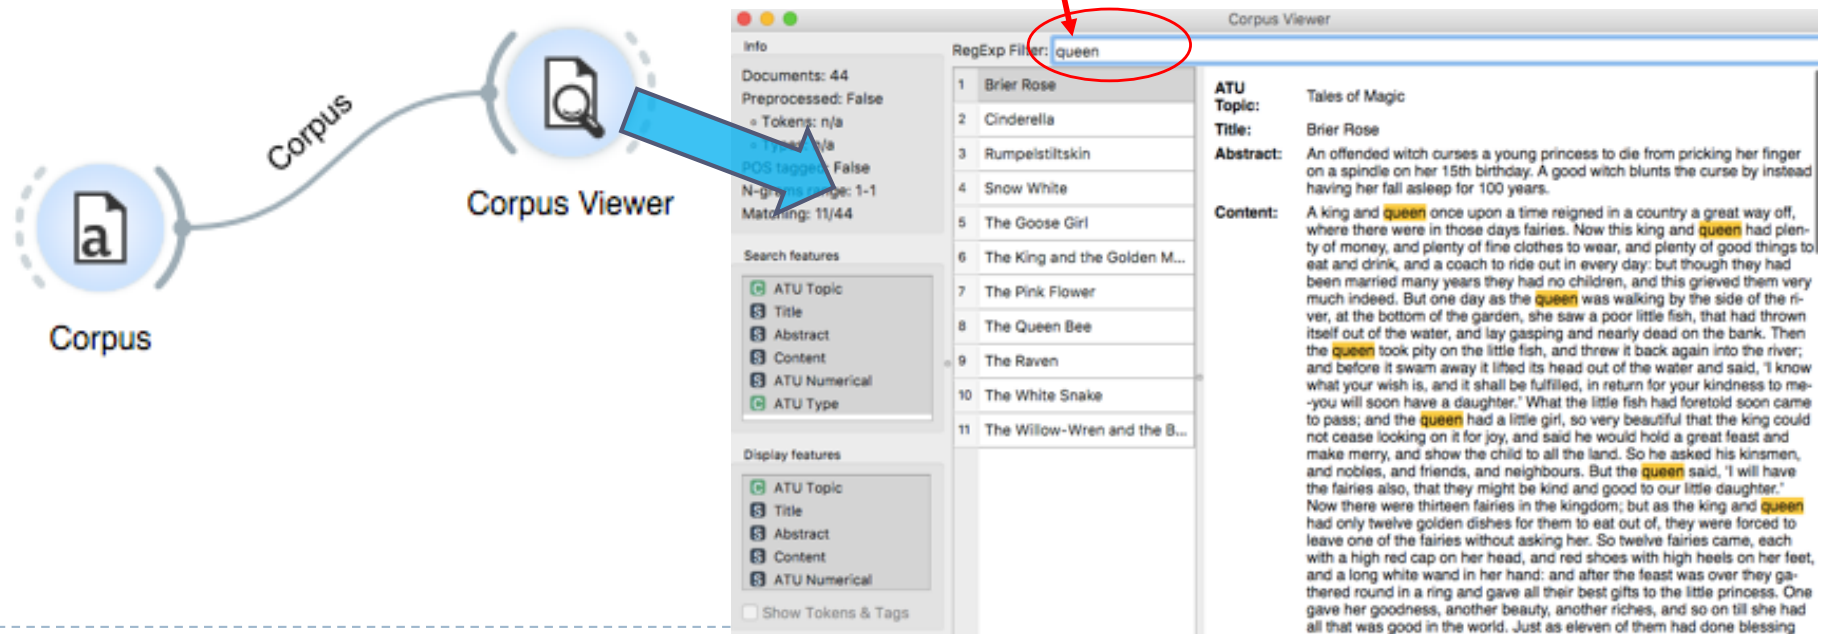 Corpus
a
Corpus
Corpus Viewer
Corpus Viewer
Info
Documents: 44
Preprocessed: False
◦ Tokens: n/a
◦ Types: n/a
POS tagged: False
N-grams range: 1-1
Matching: 11/44
Search features
C ATU Topic
S Title
S Abstract
S Content
S ATU Numerical
C ATU Type
Display features
C ATU Topic
S Title
S Abstract
S Content
S ATU Numerical
Show Tokens & Tags
RegExp Filter: queen
1 Brier Rose
2 Cinderella
3 Rumpelstiltskin
4 Snow White
5 The Goose Girl
6 The King and the Golden M...
7 The Pink Flower
8 The Queen Bee
9 The Raven
10 The White Snake
11 The Willow-Wren and the B...
ATU Topic: Tales of Magic
Title: Brier Rose
Abstract: An offended witch curses a young princess to die from pricking her finger
on a spindle on her 15th birthday. A good witch blunts the curse by instead
having her fall asleep for 100 years.
Content: A king and queen once upon a time reigned in a country a great way off,
where there were in those days fairies. Now this king and queen had plen-
ty of money, and plenty of fine clothes to wear, and plenty of good things to
eat and drink, and a coach to ride out in every day: but though they had
been married many years they had no children, and this grieved them very
much indeed. But one day as the queen was walking by the side of the ri-
ver, at the bottom of the garden, she saw a poor little fish, that had thrown
itself out of the water, and lay gasping and nearly dead on the bank. Then
the queen took pity on the little fish, and threw it back again into the river;
and before it swam away it lifted its head out of the water and said, 'I know
what your wish is, and it shall be fulfilled, in return for your kindness to me-
-you will soon have a daughter.' What the little fish had foretold soon came
to pass; and the queen had a little girl, so very beautiful that the king could
not cease looking on it for joy, and said he would hold a great feast and
make merry, and show the child to all the land. So he asked his kinsmen,
and nobles, and friends, and neighbours. But the queen said, 'I will have
the fairies also, that they might be kind and good to our little daughter.'
Now there were thirteen fairies in the kingdom; but as the king and queen
had only twelve golden dishes for them to eat out of, they were forced to
leave one of the fairies without asking her. So twelve fairies came, each
with a high red cap on her head, and red shoes with high heels on her feet,
and a long white wand in her hand: and after the feast was over they ga-
thered round in a ring and gave all their best gifts to the little princess. One
gave her goodness, another beauty, another riches, and so on till she had
all that was good in the world. Just as eleven of them had done blessing